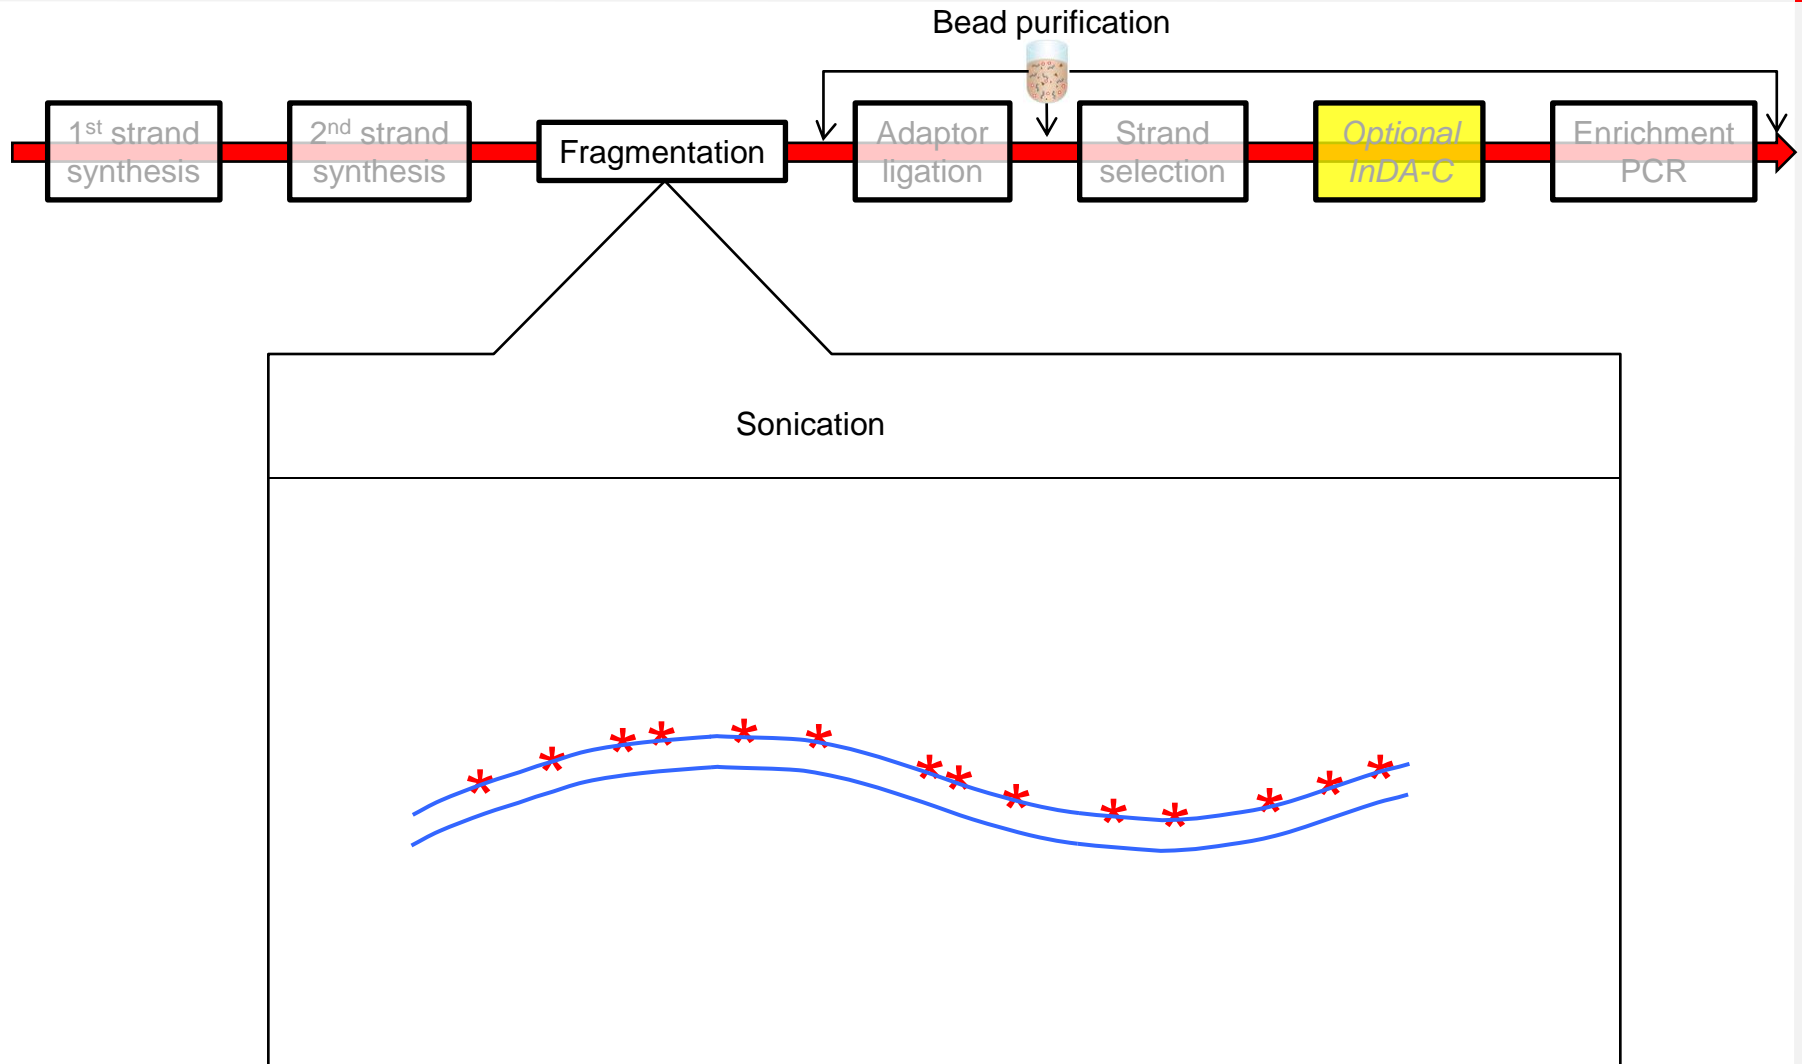 Bead purification
1st strand
synthesis
2nd strand
synthesis
Fragmentation
Adaptor
ligation
Strand
selection
Optional
InDA-C
Enrichment
PCR
Sonication